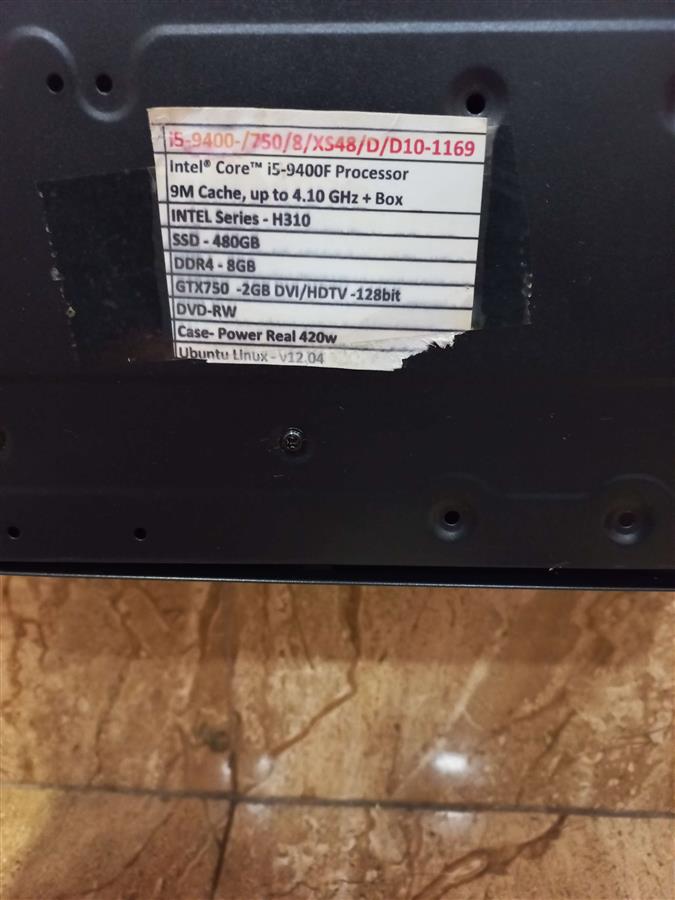 i5-9400-/750/8/XS48/D/D10-1169
Intel® Core™ i5-9400F Processor
9M Cache, up to 4.10 GHz + Box
INTEL Series - H310
SSD - 480GB
DDR4 - 8GB
GTX750 -2GB DVI/HDTV -128bit
DVD-RW
Case- Power Real 420w
Ubuntu Linux - v12.04